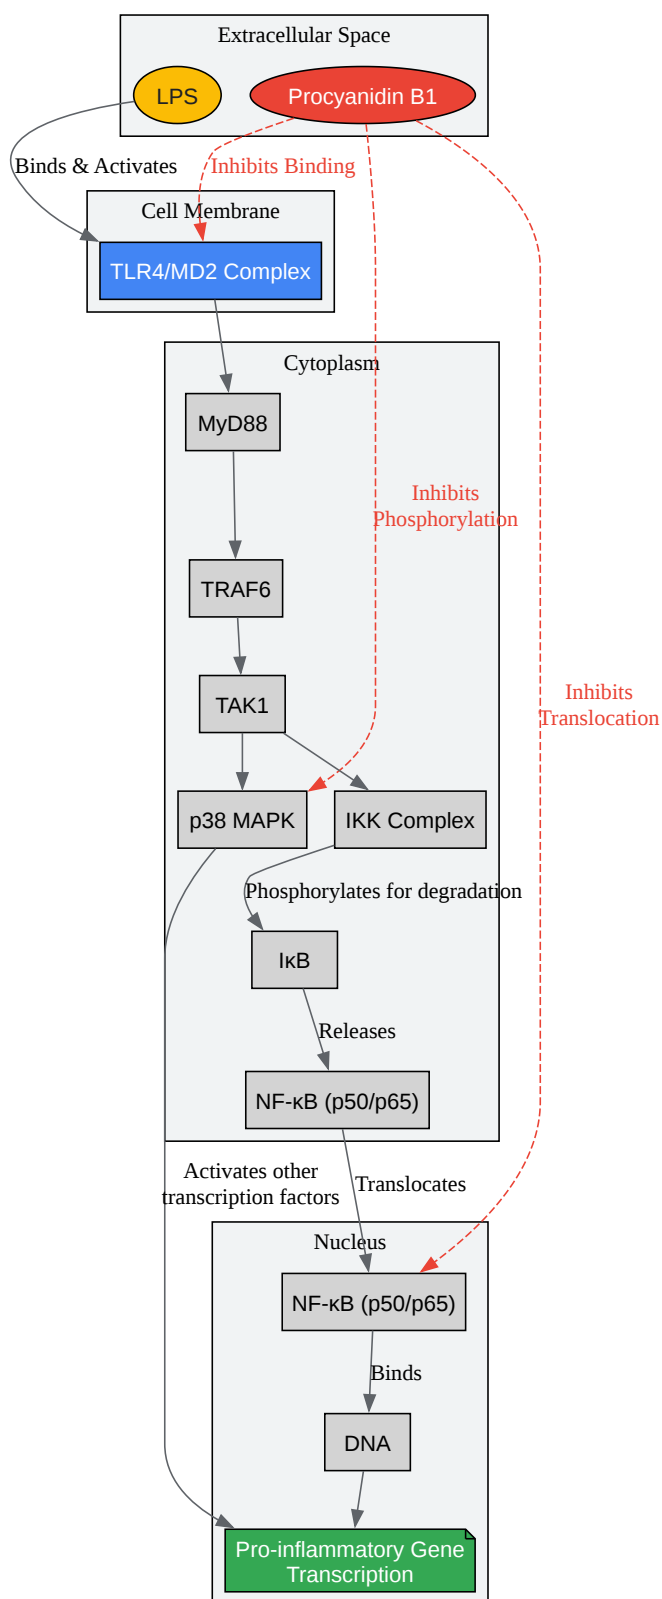 Extracellular Space
LPS
Procyanidin B1
Binds & Activates
Inhibits Binding
Cell Membrane
TLR4/MD2 Complex
Cytoplasm
MyD88
Inhibits
Phosphorylation
TRAF6
TAK1
Inhibits
Translocation
p38 MAPK
IKK Complex
Phosphorylates for degradation
IκB
Releases
NF-κB (p50/p65)
Activates other
transcription factors
Translocates
Nucleus
NF-κB (p50/p65)
Binds
DNA
Pro-inflammatory Gene
Transcription